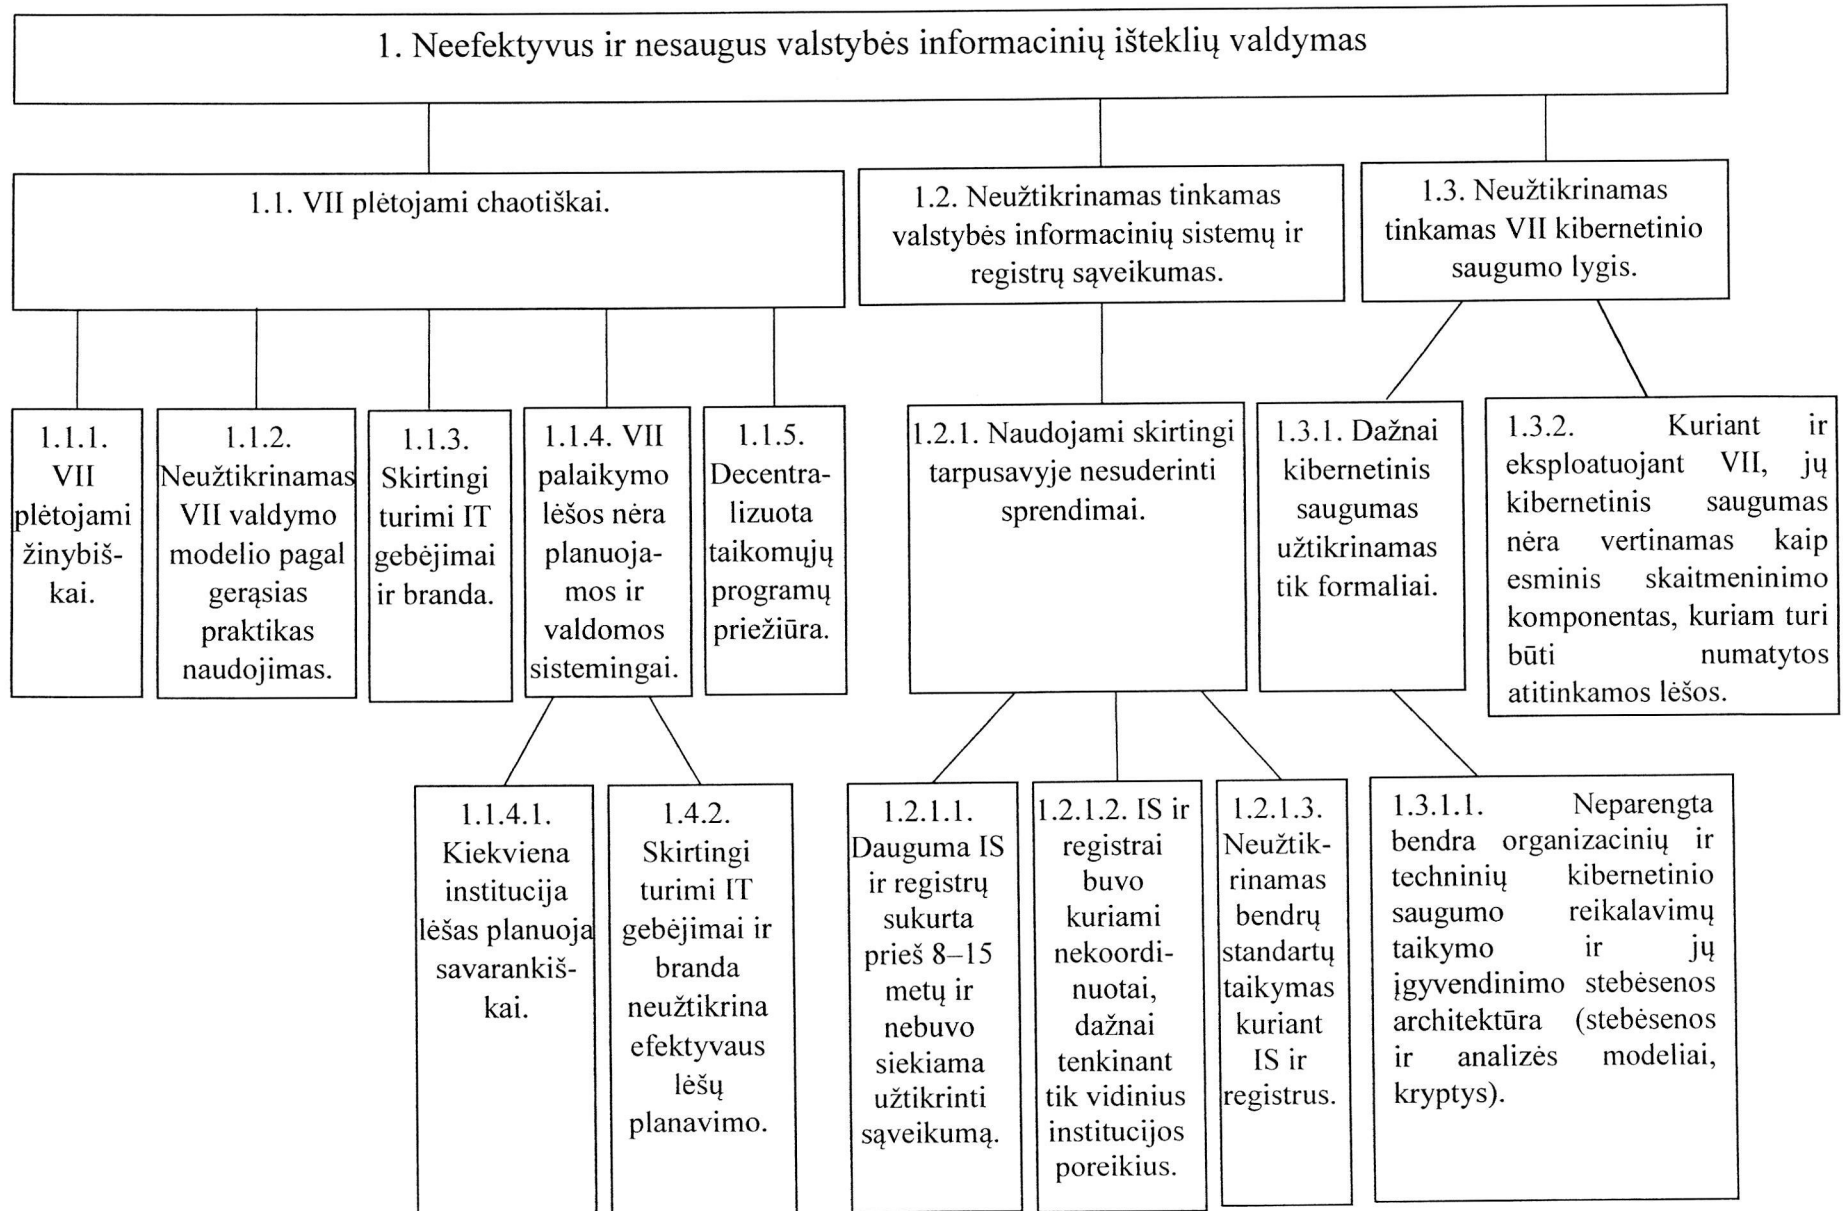 1. Neefektyvus ir nesaugus valstybės informacinių išteklių valdymas
1.1. VII plėtojami chaotiškai.
1.2. Neužtikrinamas tinkamas
valstybės informacinių sistemų ir
registrų sąveikumas.
1.3. Neužtikrinamas
tinkamas VII kibernetinio
saugumo lygis.
1.1.1.
VII
plėtojami
žinybiš-
kai.
1.1.2.
Neužtikrinamas
VII valdymo
modelio pagal
gerąsias
praktikas
naudojimas.
1.1.3.
Skirtingi
turimi IT
gebėjimai
ir branda.
1.1.4. VII
palaikymo
lėšos nėra
planuoja-
mos ir
valdomos
sistemingai.
1.1.5.
Decentra-
lizuota
taikomųjų
programų
priežiūra.
1.2.1. Naudojami skirtingi
tarpusavyje nesuderinti
sprendimai.
1.3.1. Dažnai
kibernetinis
saugumas
užtikrinamas
tik formaliai.
1.3.2. Kuriant ir
eksploatuojant VII, jų
kibernetinis saugumas
nėra vertinamas kaip
esminis skaitmeninimo
komponentas, kuriam turi
būti numatytos
atitinkamos lėšos.
1.1.4.1.
Kiekviena
institucija
lėšas planuoja
savarankiš-
kai.
1.4.2.
Skirtingi
turimi IT
gebėjimai ir
branda
neužtikrina
efektyvaus
lėšų
planavimo.
1.2.1.1.
Dauguma IS
ir registrų
sukurta
prieš 8–15
metų ir
nebuvo
siekiama
užtikrinti
sąveikumą.
1.2.1.2. IS ir
registrai
buvo
kuriami
nekoordi-
nuotai,
dažnai
tenkinant
tik vidinius
institucijos
poreikius.
1.2.1.3.
Neužtik-
rinamas
bendrų
standartų
taikymas
kuriant
IS ir
registrus.
1.3.1.1. Neparengta
bendra organizacinių ir
techninių kibernetinio
saugumo reikalavimų
taikymo ir jų
įgyvendinimo stebėsenos
architektūra (stebėsenos
ir analizės modeliai,
kryptys).